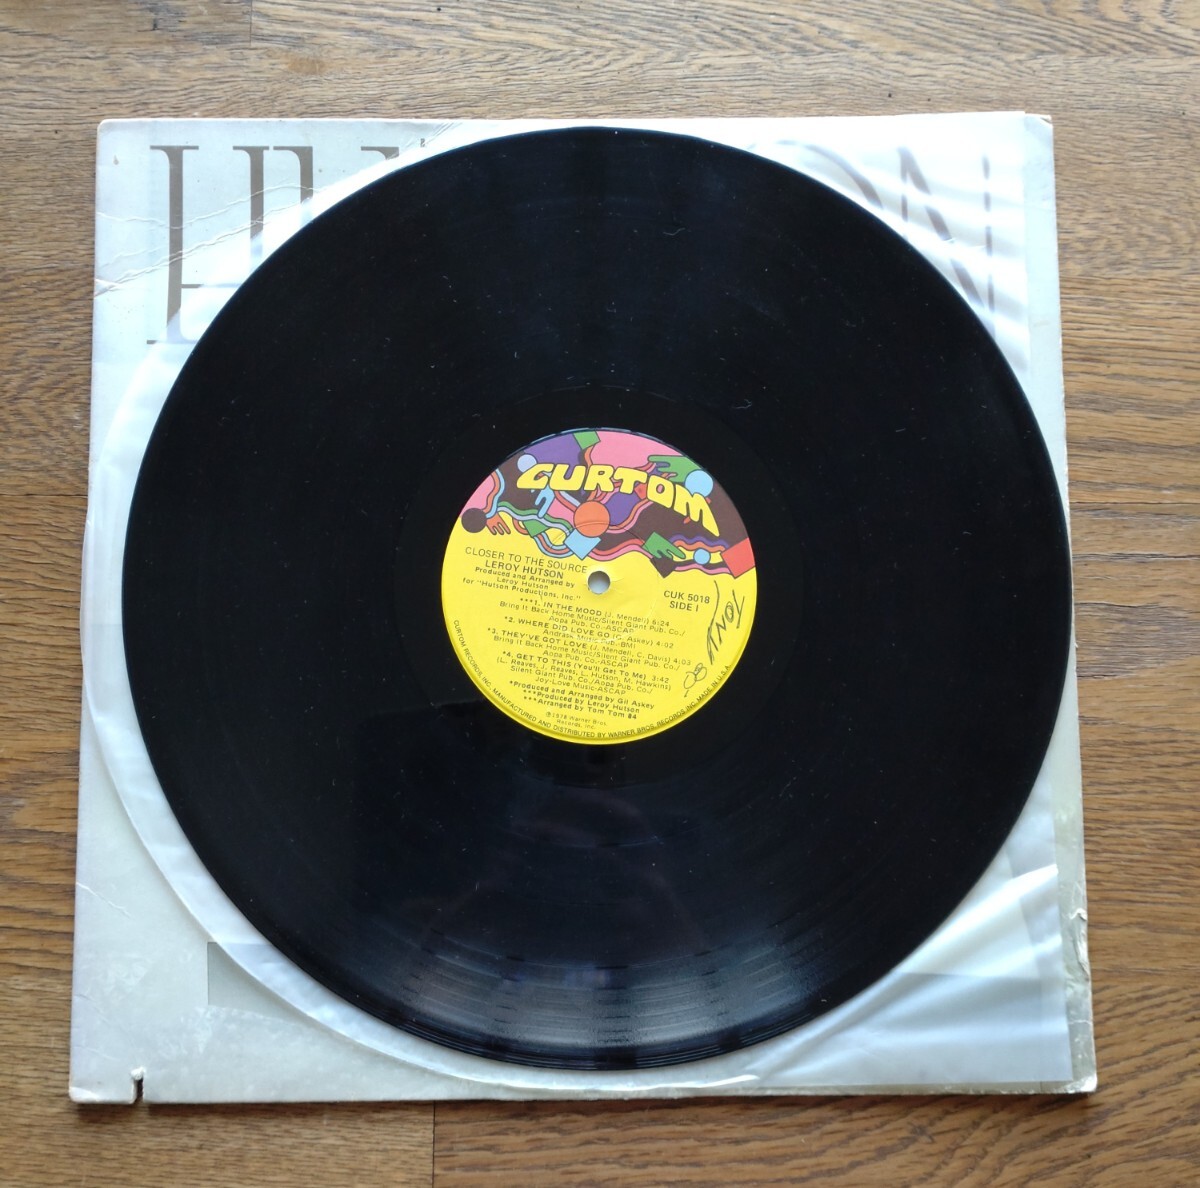 HUTSON
CURTOM
CLOSER TO THE SOURCE
LEROY HUTSON
Produced and Arranged by
Leroy Hutson
for "Hutson Productions, Inc."
CUK 5018
SIDE I
***1. IN THE MOOD (J. Mendell) 6:24
Bring It Back Home Music/Silent Giant Pub. Co./
Aopa Pub. Co.-ASCAP
*2. WHERE DID LOVE GO (G. Askey) 4:02
Andrask Music Pub.-BMI
*3. THEY'VE GOT LOVE (J. Mendell, C. Davis) 4:03
Bring It Back Home Music/Silent Giant Pub. Co./
Aopa Pub. Co.-ASCAP
*4. GET TO THIS (You'll Get To Me) 3:42
(L. Reaves, J. Reaves, L. Hutson, M. Hawkins)
Silent Giant Pub. Co./Aopa Pub. Co./
Joy-Love Music-ASCAP
*Produced and Arranged by Gil Askey
***Produced by Leroy Hutson
***Arranged by Tom Tom 84
℗1978 Warner Bros.
Records, Inc.
CURTOM RECORDS, INC. MANUFACTURED AND DISTRIBUTED BY WARNER BROS. RECORDS INC. MADE IN U.S.A.
TONY